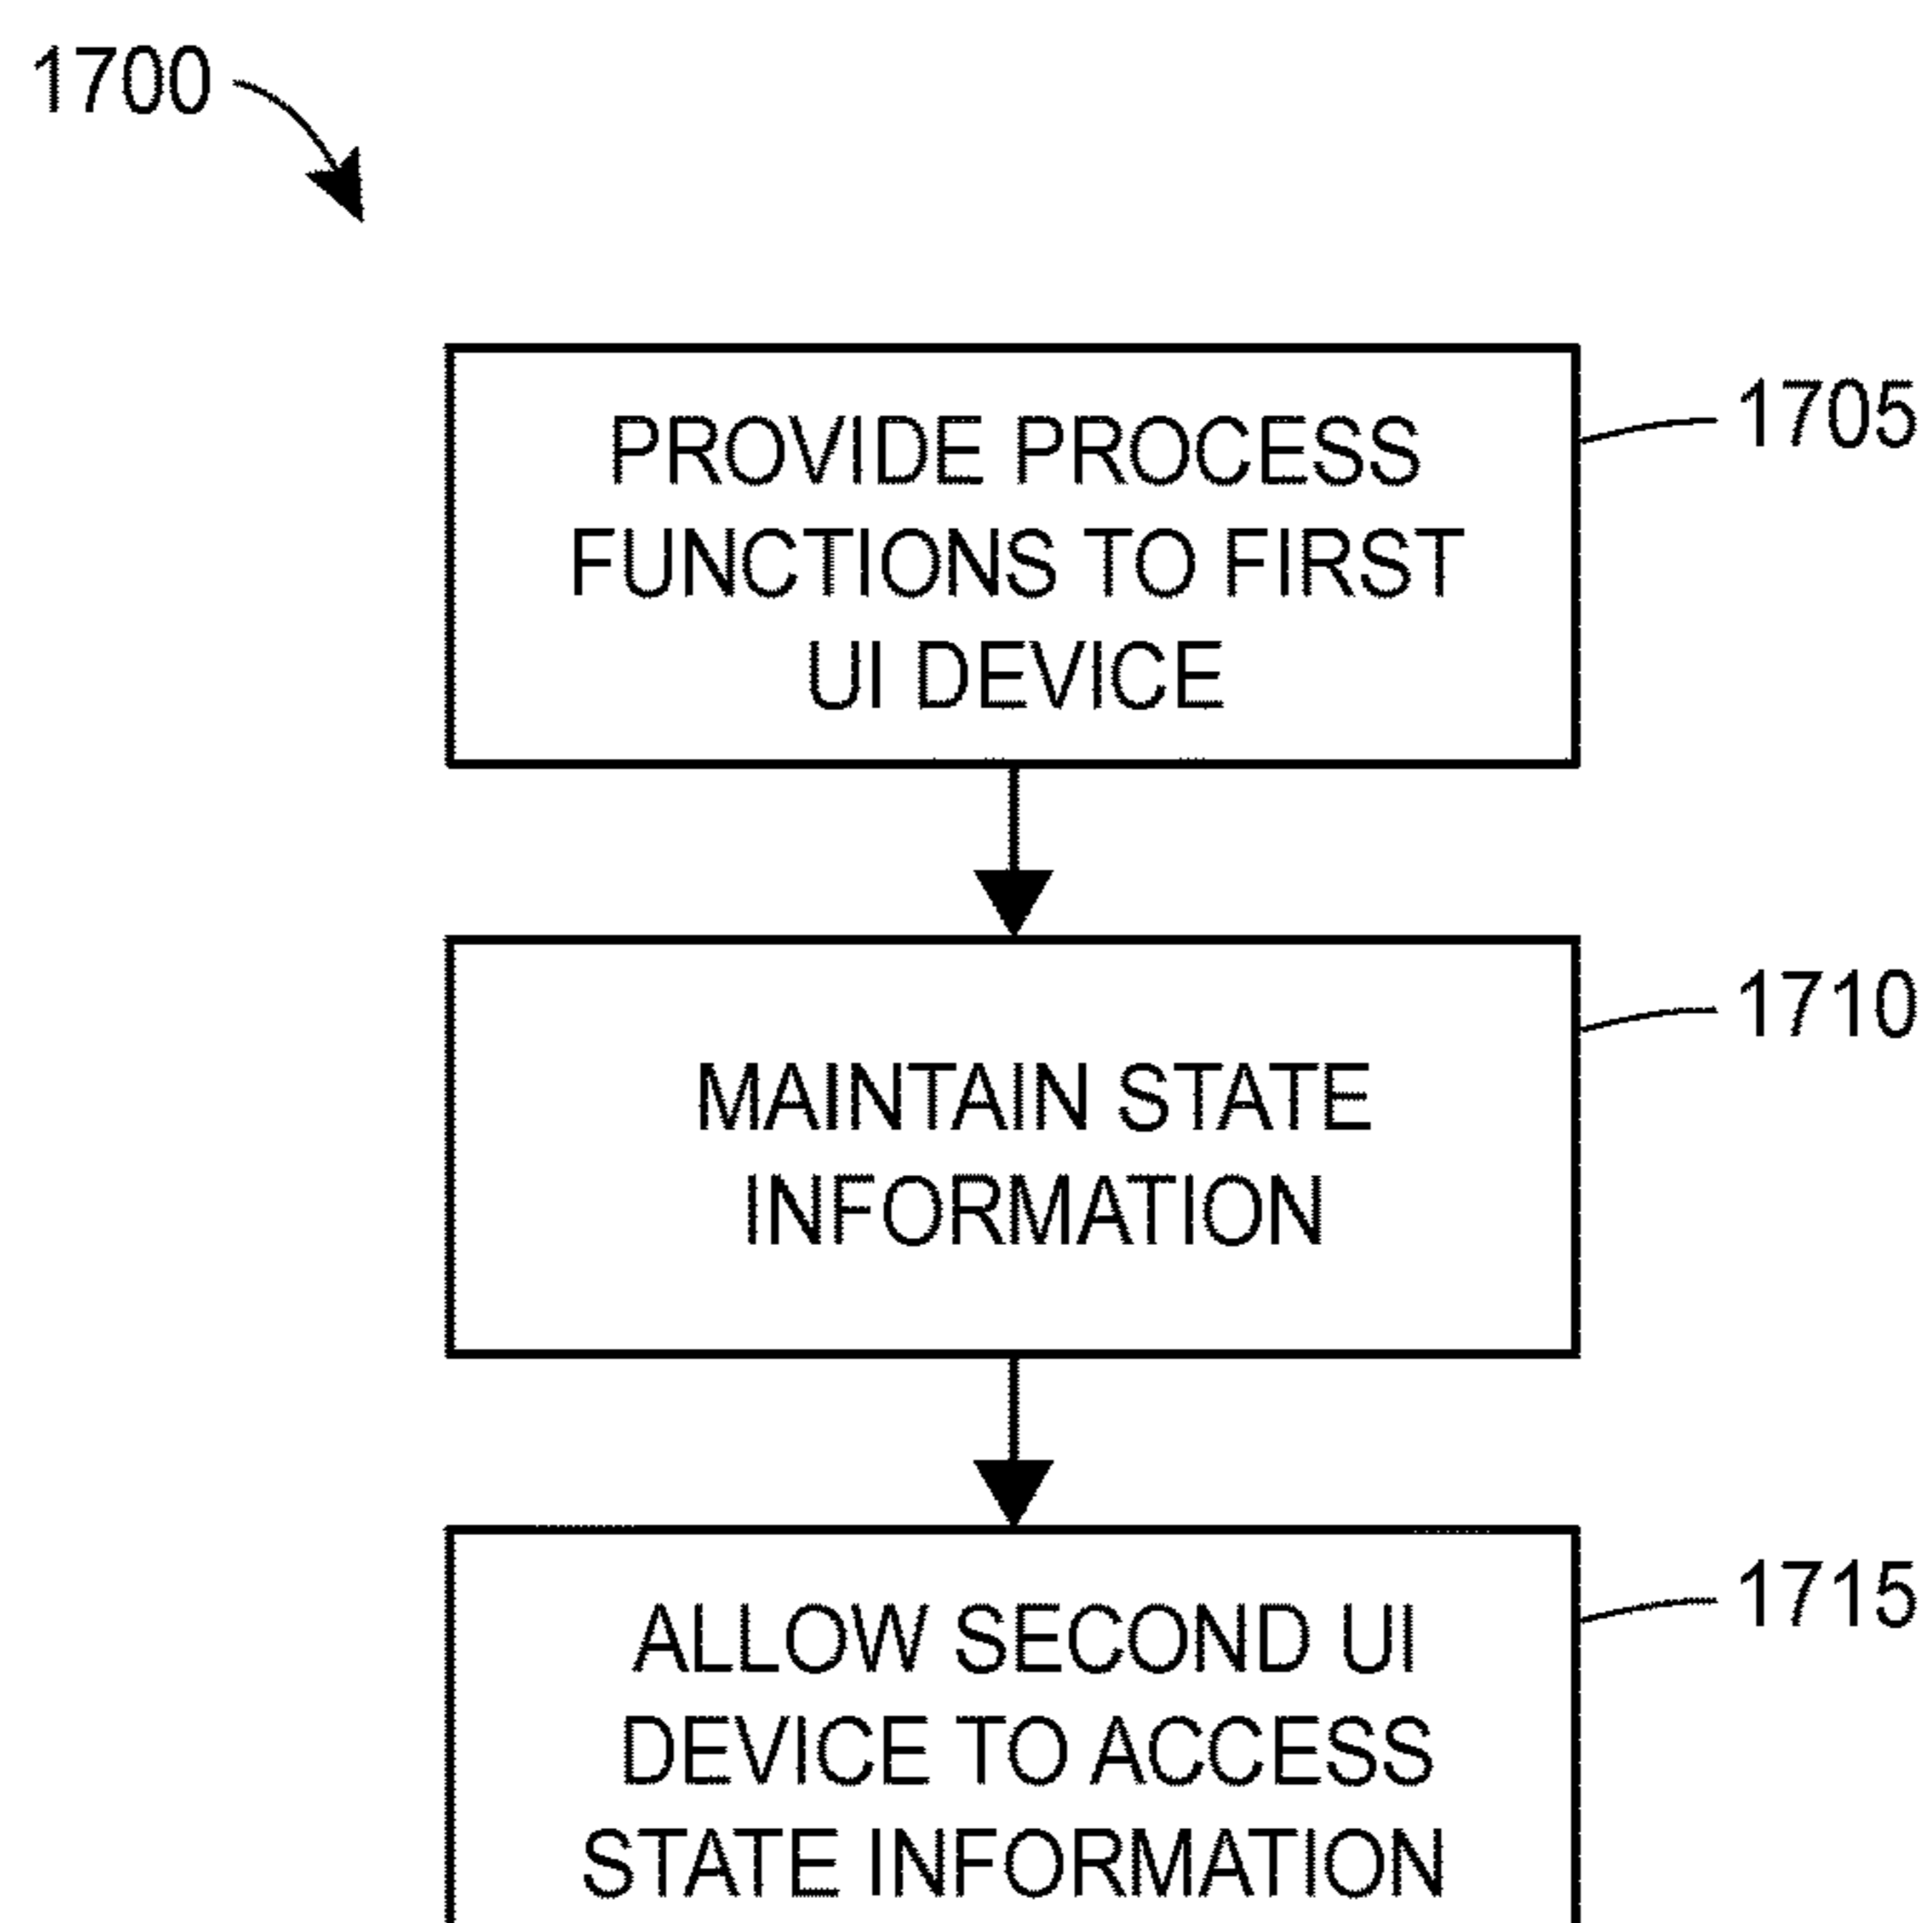 1700
PROVIDE PROCESS
FUNCTIONS TO FIRST
UI DEVICE
1705
MAINTAIN STATE
INFORMATION
1710
ALLOW SECOND UI
DEVICE TO ACCESS
STATE INFORMATION
1715